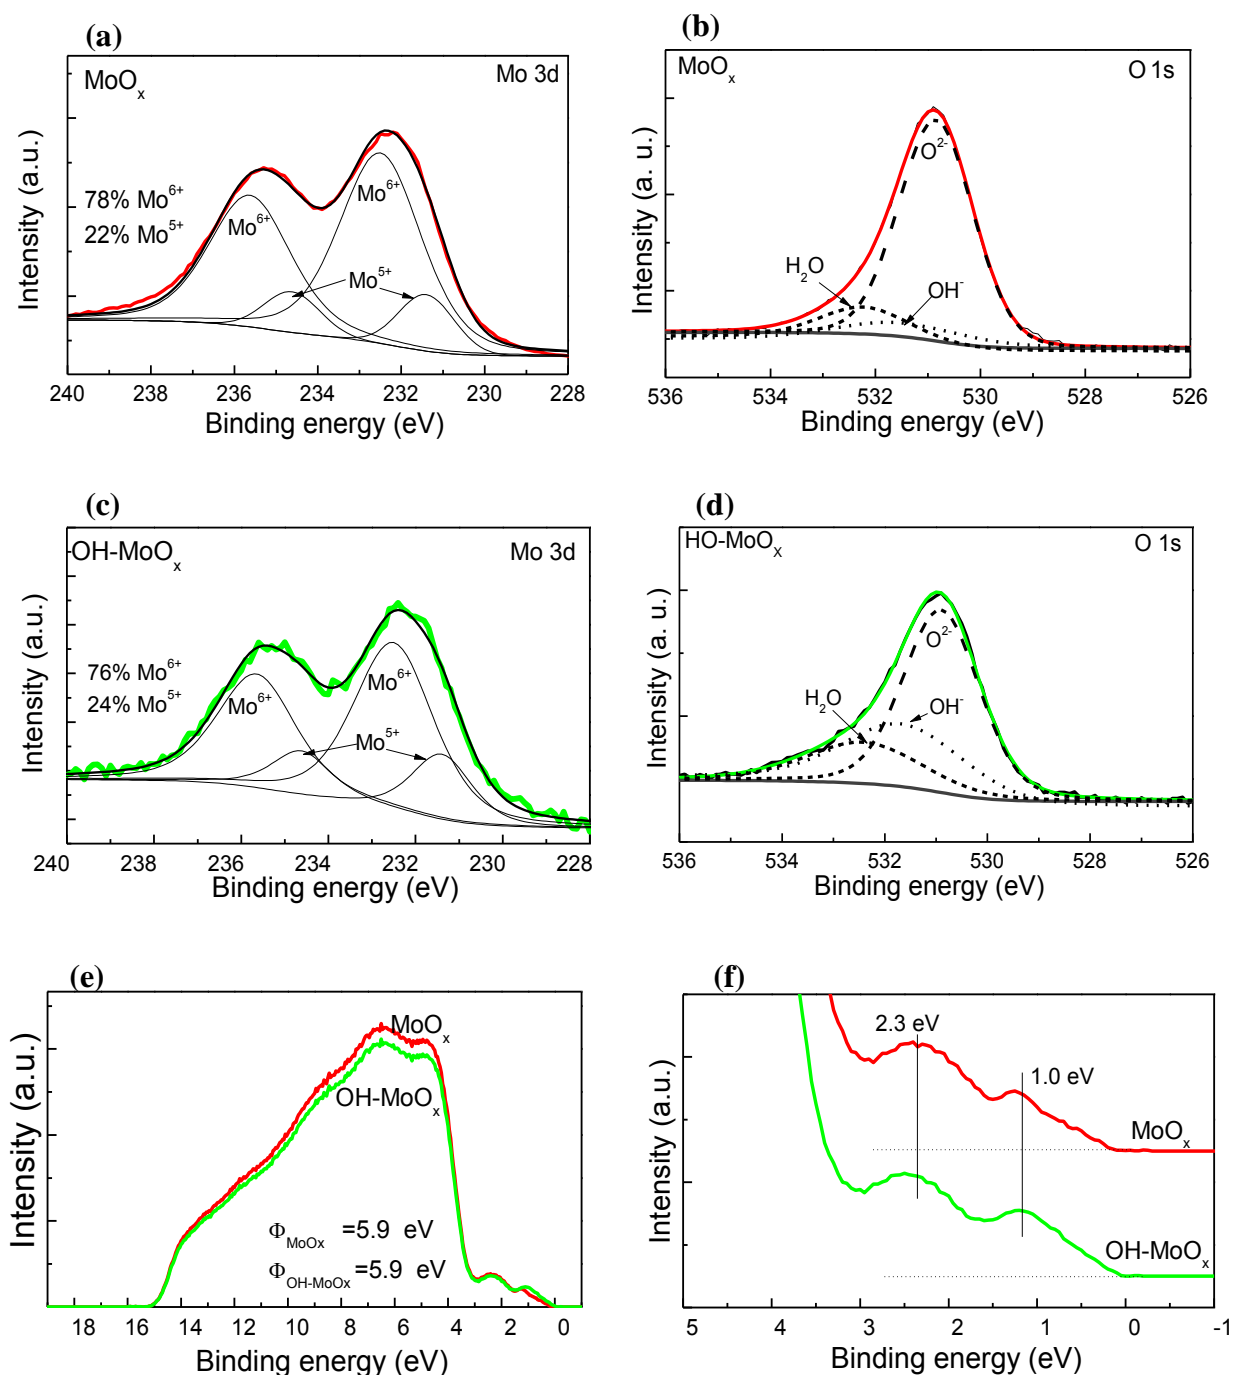 (a)
MoOₓ
Mo 3d
78% Mo⁶⁺
22% Mo⁵⁺
Mo⁶⁺
Mo⁶⁺
Mo⁵⁺
Intensity (a.u.)
240 238 236 234 232 230 228
Binding energy (eV)
(b)
MoOₓ
O 1s
O²⁻
H₂O
OH⁻
Intensity (a. u.)
536 534 532 530 528 526
Binding energy (eV)
(c)
OH-MoOₓ
Mo 3d
76% Mo⁶⁺
24% Mo⁵⁺
Mo⁶⁺
Mo⁶⁺
Mo⁵⁺
Intensity (a.u.)
240 238 236 234 232 230 228
Binding energy (eV)
(d)
HO-MoOₓ
O 1s
O²⁻
H₂O
OH⁻
Intensity (a. u.)
536 534 532 530 528 526
Binding energy (eV)
(e)
MoOₓ
OH-MoOₓ
Φ_MoOx =5.9 eV
Φ_OH-MoOx =5.9 eV
Intensity (a.u.)
18 16 14 12 10 8 6 4 2 0
Binding energy (eV)
(f)
2.3 eV
1.0 eV
MoOₓ
OH-MoOₓ
Intensity (a.u.)
5 4 3 2 1 0 -1
Binding energy (eV)